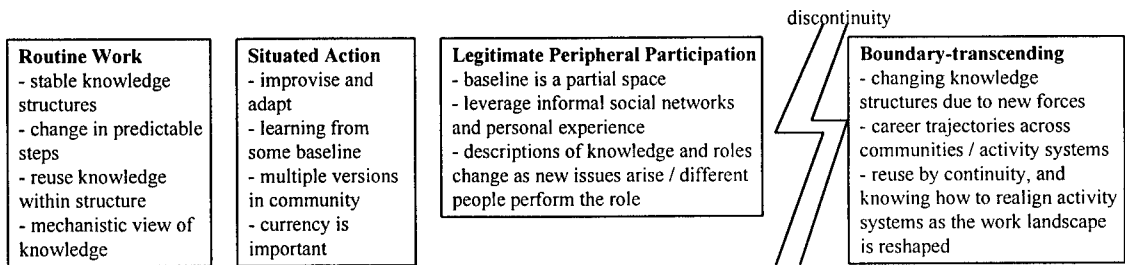 discontinuity
Routine Work
- stable knowledge
structures
- change in predictable
steps
- reuse knowledge
within structure
- mechanistic view of
knowledge
Situated Action
- improvise and
adapt
- learning from
some baseline
- multiple versions
in community
- currency is
important
Legitimate Peripheral Participation
- baseline is a partial space
- leverage informal social networks
and personal experience
- descriptions of knowledge and roles
change as new issues arise / different
people perform the role
Boundary-transcending
- changing knowledge
structures due to new forces
- career trajectories across
communities / activity systems
- reuse by continuity, and
knowing how to realign activity
systems as the work landscape
is reshaped